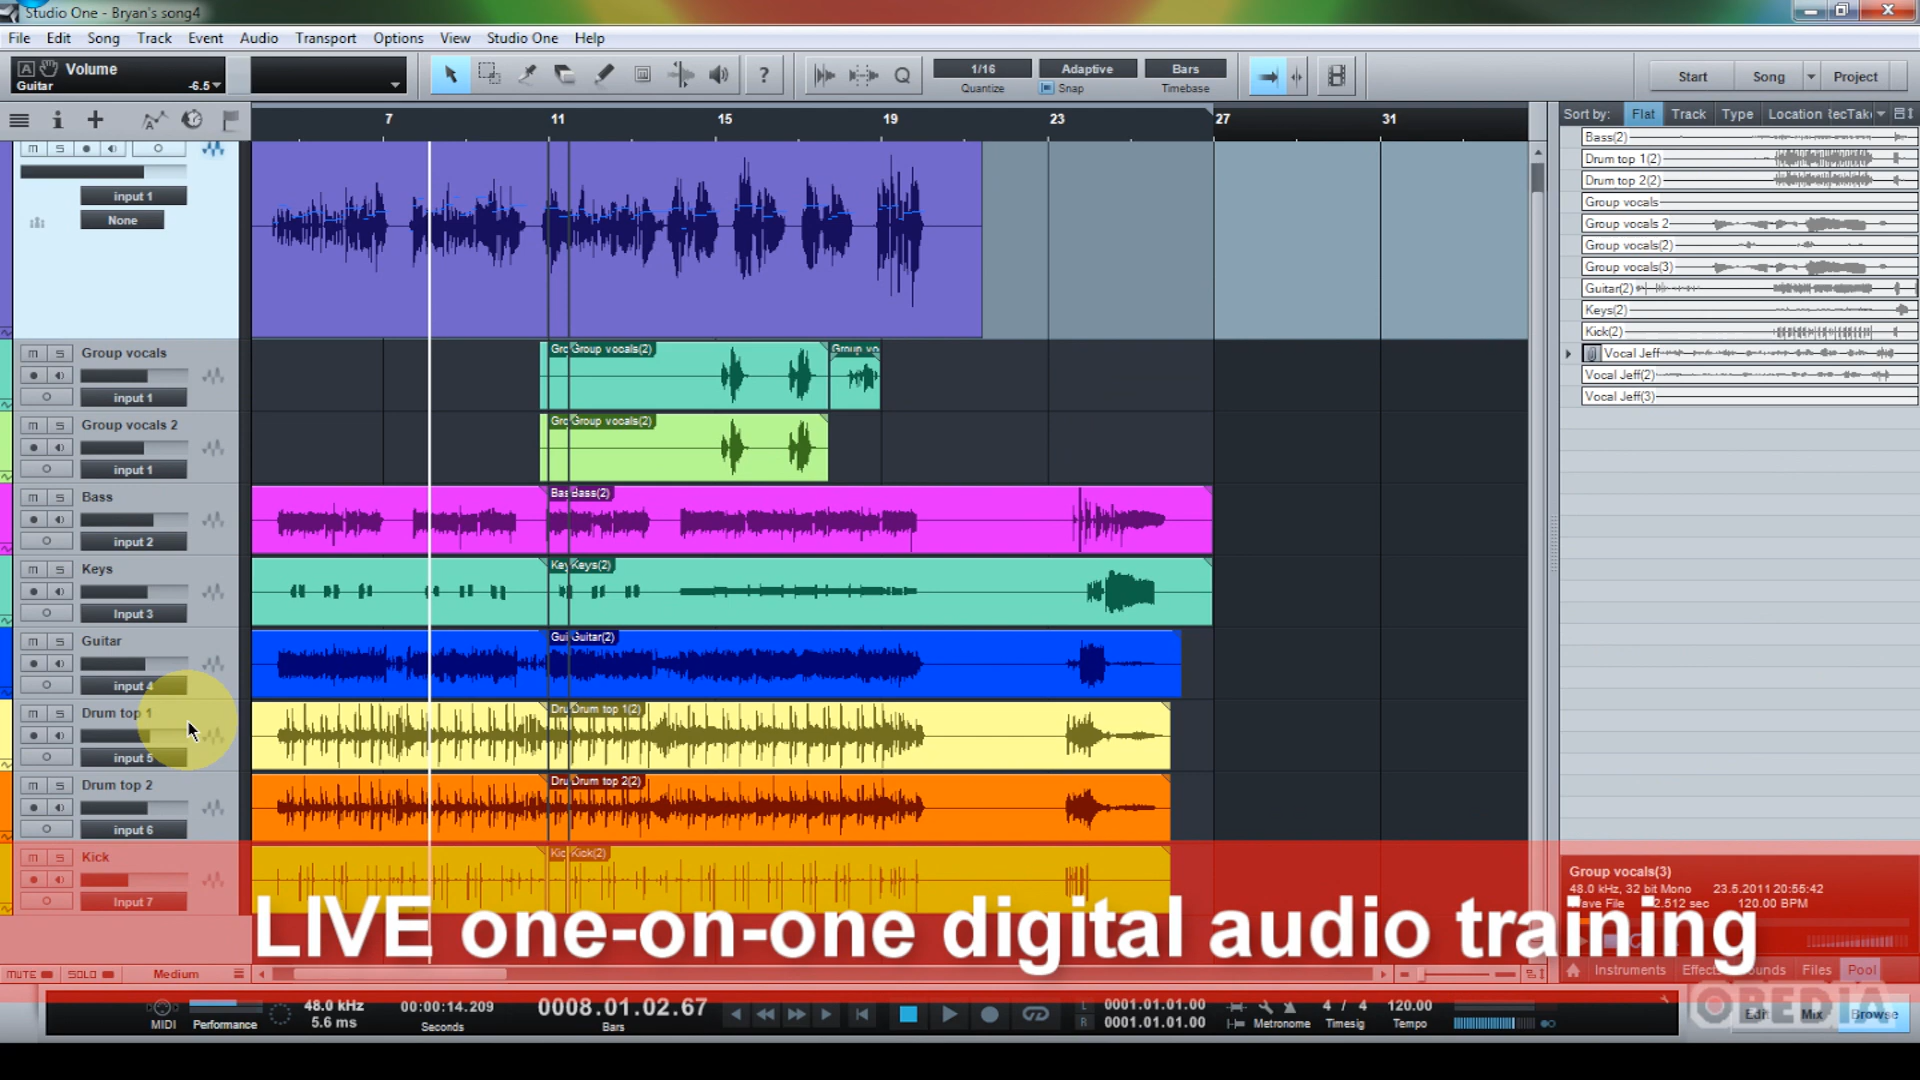 Studio One - Bryan's song4
File Edit Song Track Event Audio Transport Options View Studio One Help
A Volume
Guitar -6.5
?
Q
1/16 Adaptive Bars
Quantize Snap Timebase
Start Song Project
7 11 15 19 23 27 31
Sort by: Flat Track Type Location RecTak
M S
input 1
None
M S Group vocals
input 1
M S Group vocals 2
input 1
M S Bass
input 2
M S Keys
Input 3
M S Guitar
input 4
M S Drum top 1
input 5
M S Drum top 2
input 6
M S Kick
Input 7
Gro Group vocals(2) Group vo
Gro Group vocals(2)
Bas Bass(2)
Key Keys(2)
Gui Guitar(2)
Dru Drum top 1(2)
Dru Drum top 2(2)
Kic Kick(2)
Bass(2)
Drum top 1(2)
Drum top 2(2)
Group vocals
Group vocals 2
Group vocals(2)
Group vocals(3)
Guitar(2)
Keys(2)
Kick(2)
Vocal Jeff
Vocal Jeff(2)
Vocal Jeff(3)
Group vocals(3)
48.0 kHz, 32 bit Mono 23.5.2011 20:55:42
Wave File 2.512 sec 120.00 BPM
LIVE one-on-one digital audio training
MUTE SOLO Medium
Instruments Effects Sounds Files Pool
MIDI Performance
48.0 kHz
5.6 ms
00:00:14.209
Seconds
0008.01.02.67
Bars
L 0001.01.01.00
R 0001.01.01.00
Metronome
4 / 4
Timesig
120.00
Tempo
OBEDIA
Edit Mix Browse